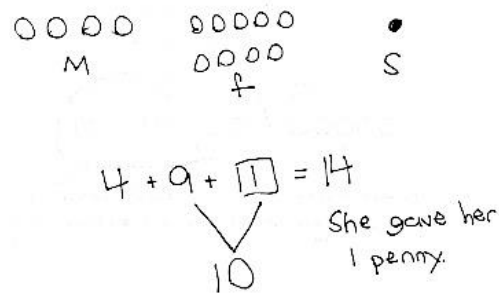 M f S
4 + 9 + 1 = 14
10
She gave her
1 penny.